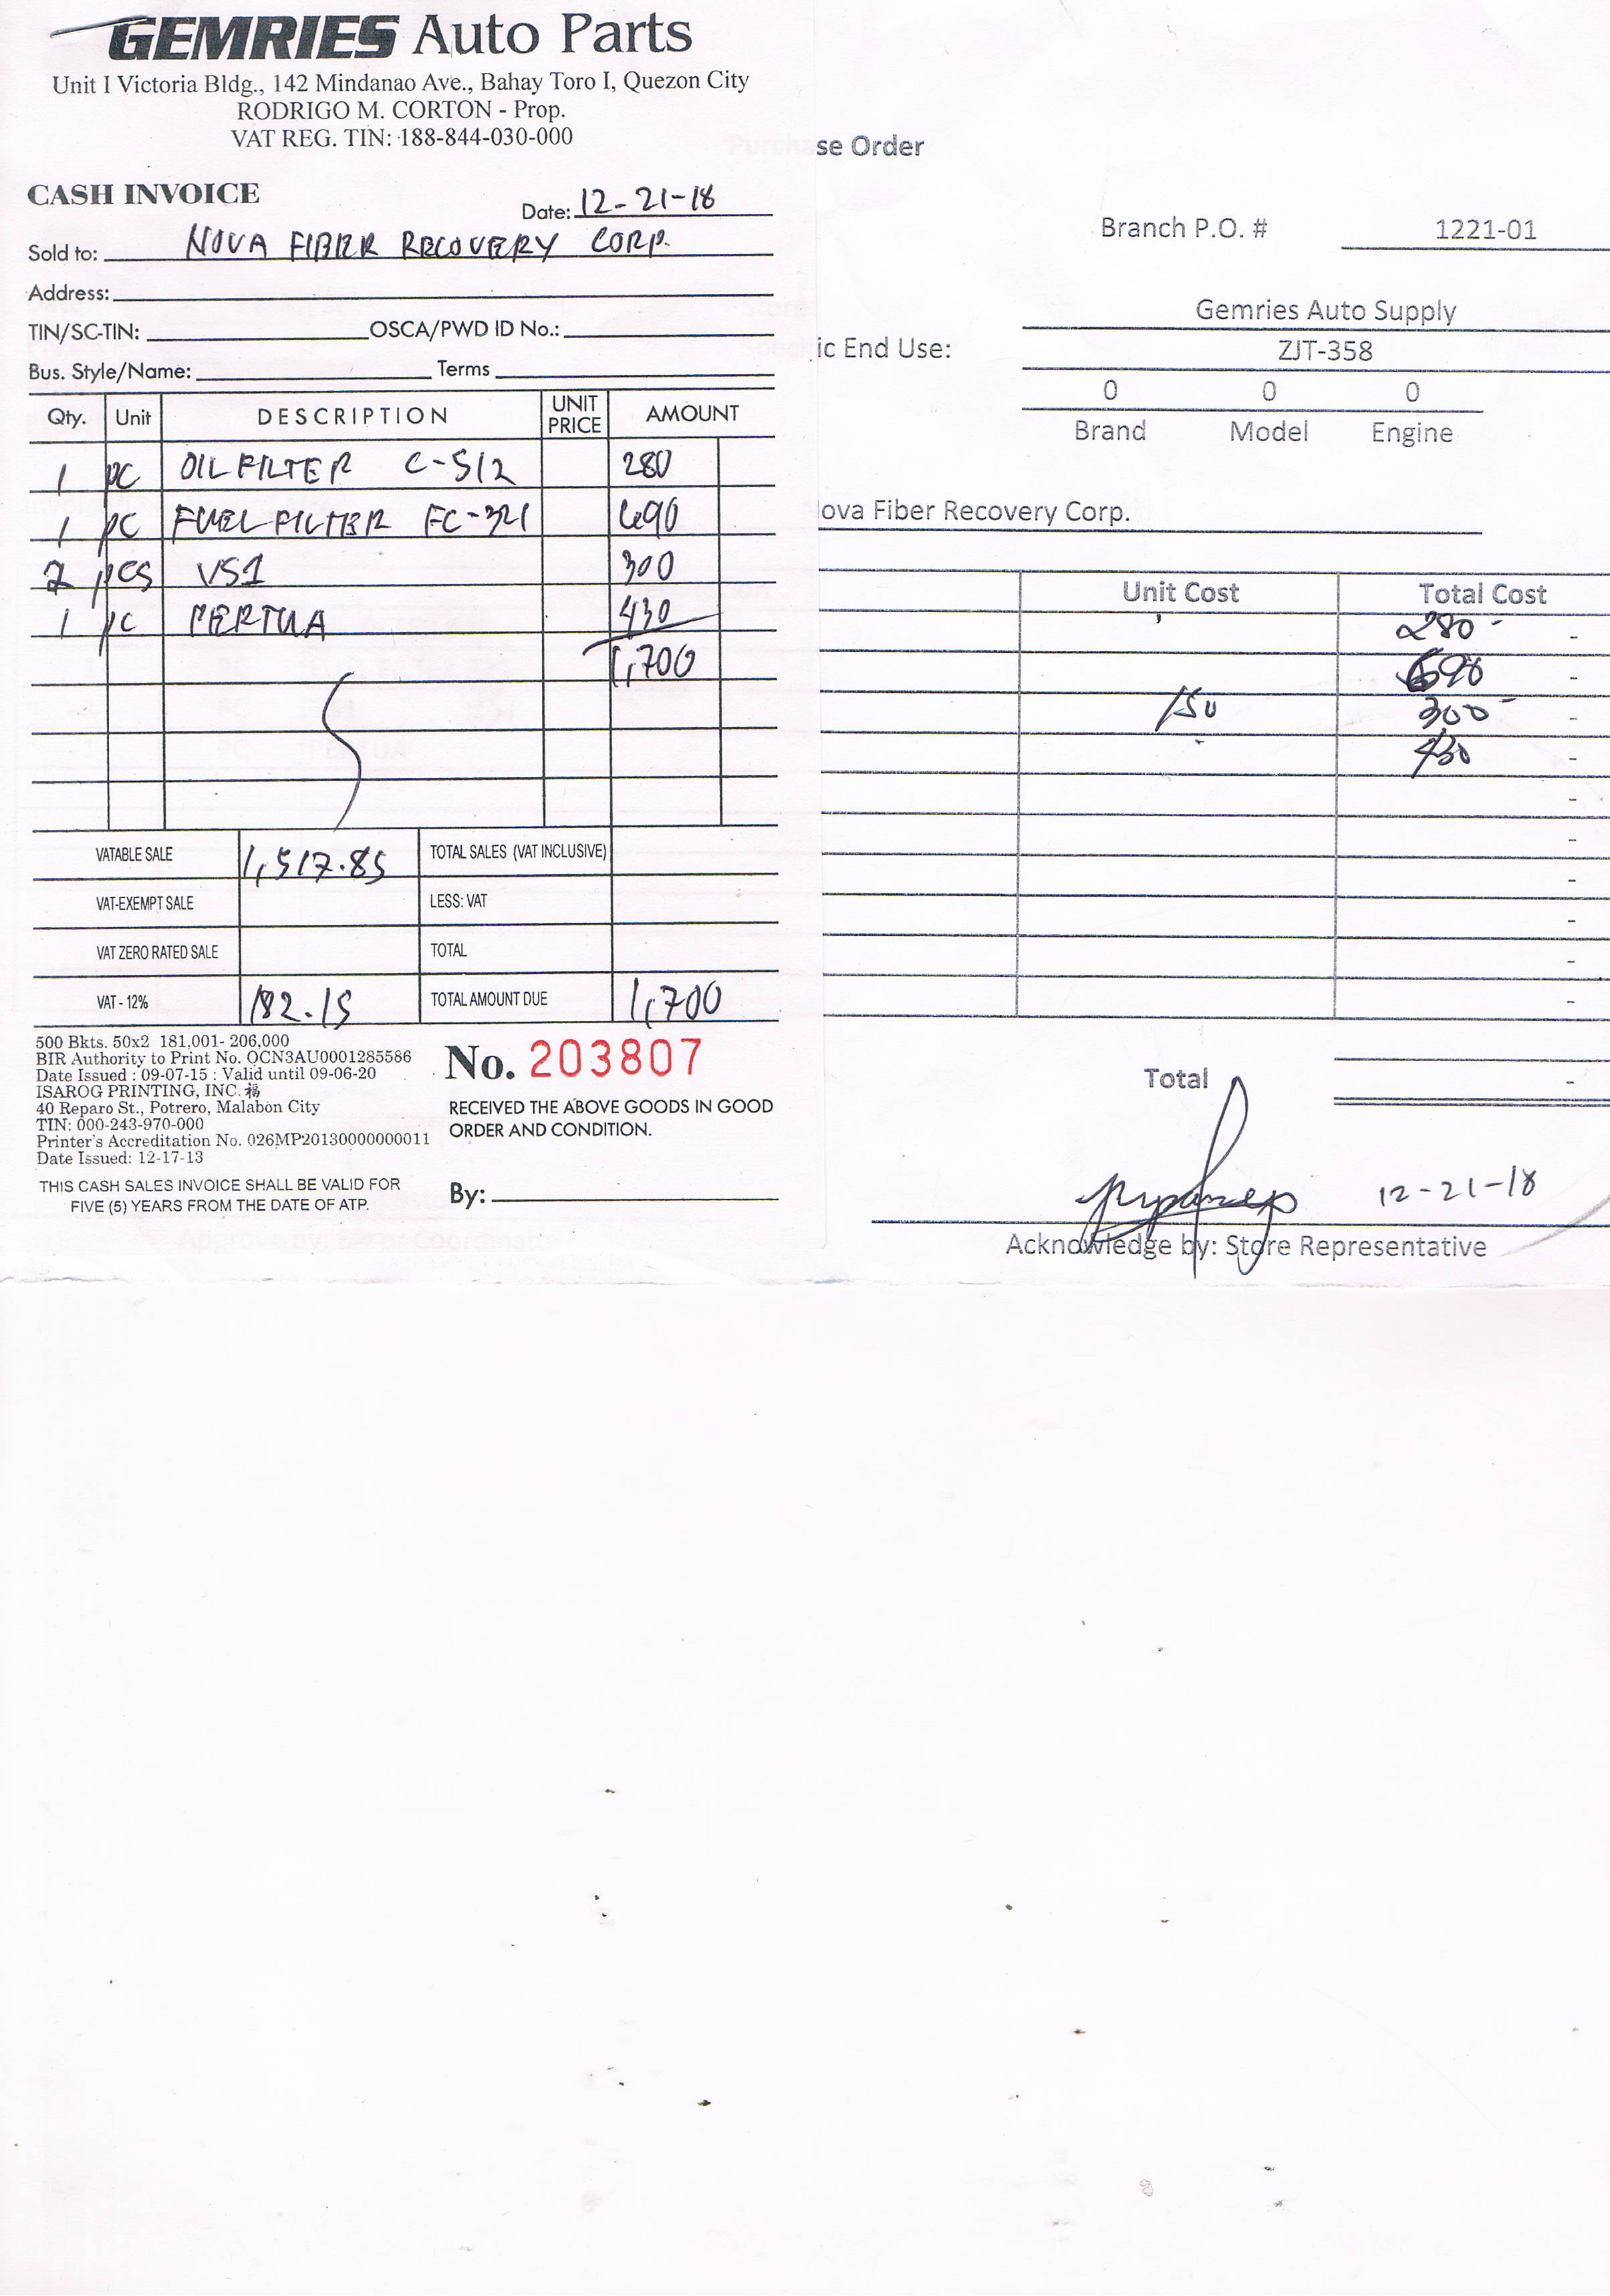 GEMRIES Auto Parts
Unit I Victoria Bldg., 142 Mindanao Ave., Bahay Toro I, Quezon City
RODRIGO M. CORTON - Prop.
VAT REG. TIN: 188-844-030-000
CASH INVOICE
Date: 12-21-18
Sold to: NOVA FIBER RECOVERY CORP.
Address:
TIN/SC-TIN: OSCA/PWD ID No.:
Bus. Style/Name: Terms
Qty. Unit DESCRIPTION UNIT PRICE AMOUNT
1 pc OIL FILTER C-512 280
1 pc FUEL FILTER FC-321 690
2 pcs VS1 300
1 pc PERTUA 430
1,700
VATABLE SALE 1,517.85 TOTAL SALES (VAT INCLUSIVE)
VAT-EXEMPT SALE LESS: VAT
VAT ZERO RATED SALE TOTAL
VAT - 12% 182.15 TOTAL AMOUNT DUE 1,700
500 Bkts. 50x2 181,001- 206,000
BIR Authority to Print No. OCN3AU0001285586
Date Issued : 09-07-15 : Valid until 09-06-20
ISAROG PRINTING, INC. 福
40 Reparo St., Potrero, Malabon City
TIN: 000-243-970-000
Printer's Accreditation No. 026MP20130000000011
Date Issued: 12-17-13
THIS CASH SALES INVOICE SHALL BE VALID FOR
FIVE (5) YEARS FROM THE DATE OF ATP.
No. 203807
RECEIVED THE ABOVE GOODS IN GOOD
ORDER AND CONDITION.
By:
se Order
Branch P.O. # 1221-01
Gemries Auto Supply
ic End Use: ZJT-358
0 0 0
Brand Model Engine
ova Fiber Recovery Corp.
Unit Cost Total Cost
280 -
690 -
150 300 -
430 -
-
-
-
-
-
-
Total -
12-21-18
Acknowledge by: Store Representative